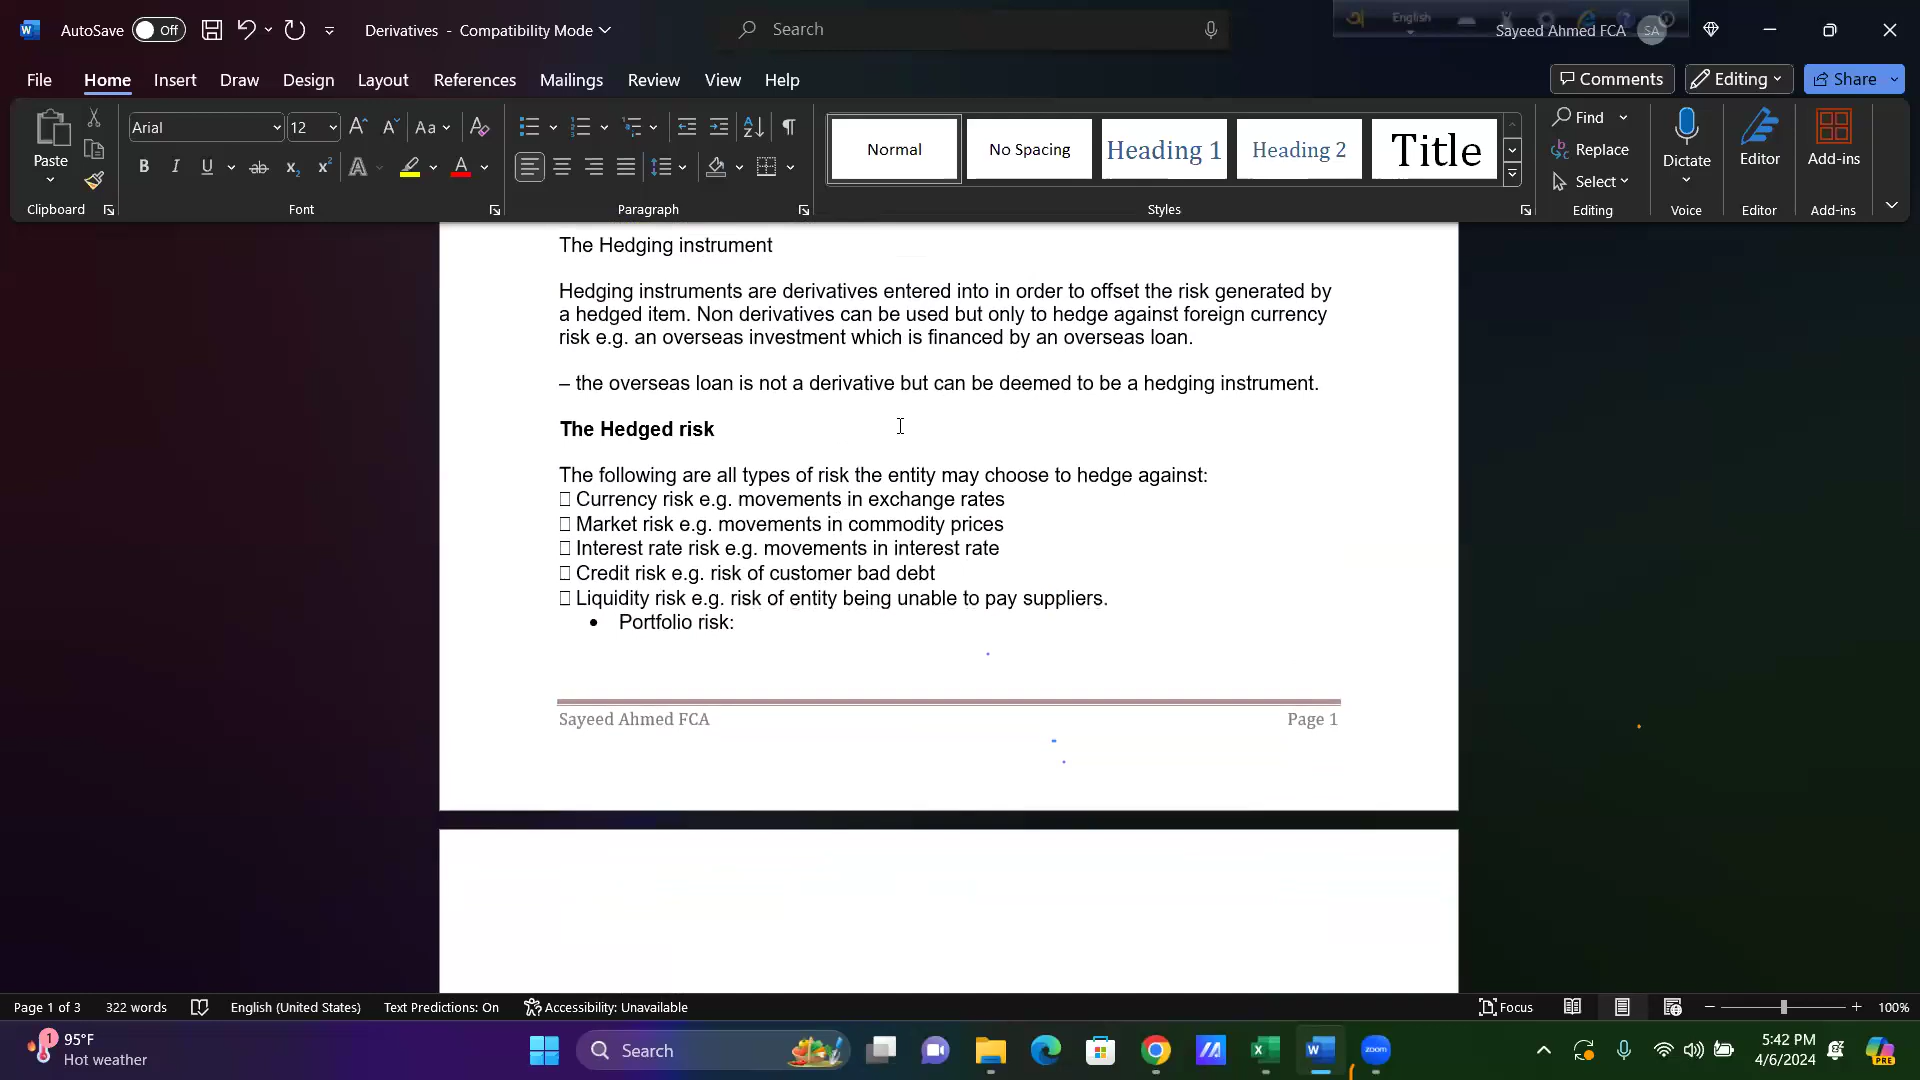 AutoSave Off Derivatives - Compatibility Mode Search English Sayeed Ahmed FCA SA
File Home Insert Draw Design Layout References Mailings Review View Help Comments Editing Share
Paste Arial 12 Aa Normal No Spacing Heading 1 Heading 2 Title Find Replace Select Dictate Editor Add-ins
Clipboard Font Paragraph Styles Editing Voice Editor Add-ins
The Hedging instrument
Hedging instruments are derivatives entered into in order to offset the risk generated by
a hedged item. Non derivatives can be used but only to hedge against foreign currency
risk e.g. an overseas investment which is financed by an overseas loan.
– the overseas loan is not a derivative but can be deemed to be a hedging instrument.
The Hedged risk
The following are all types of risk the entity may choose to hedge against:
Currency risk e.g. movements in exchange rates
Market risk e.g. movements in commodity prices
Interest rate risk e.g. movements in interest rate
Credit risk e.g. risk of customer bad debt
Liquidity risk e.g. risk of entity being unable to pay suppliers.
• Portfolio risk:
Sayeed Ahmed FCA Page 1
Page 1 of 3 322 words English (United States) Text Predictions: On Accessibility: Unavailable Focus 100%
1 95°F Search zoom 5:42 PM
Hot weather 4/6/2024 PRE